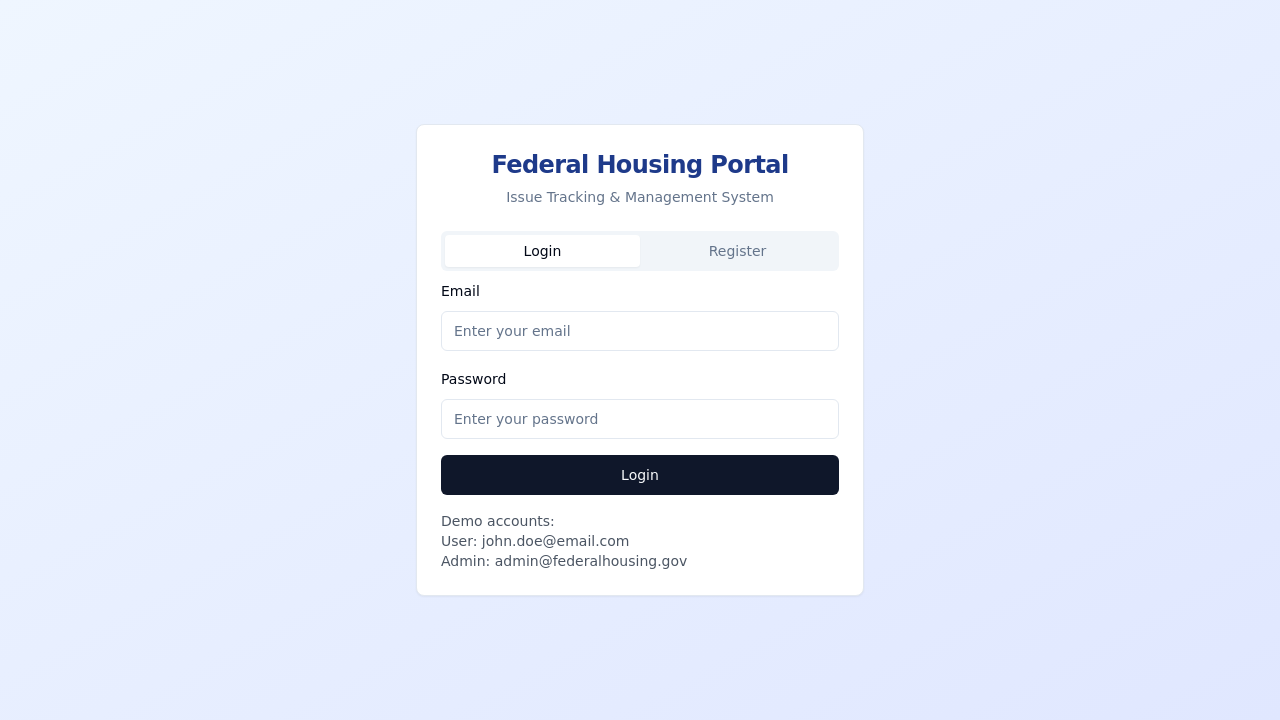 Federal Housing Portal
Issue Tracking & Management System
Login Register
Email
Enter your email
Password
Enter your password
Login
Demo accounts:
User: john.doe@email.com
Admin: admin@federalhousing.gov